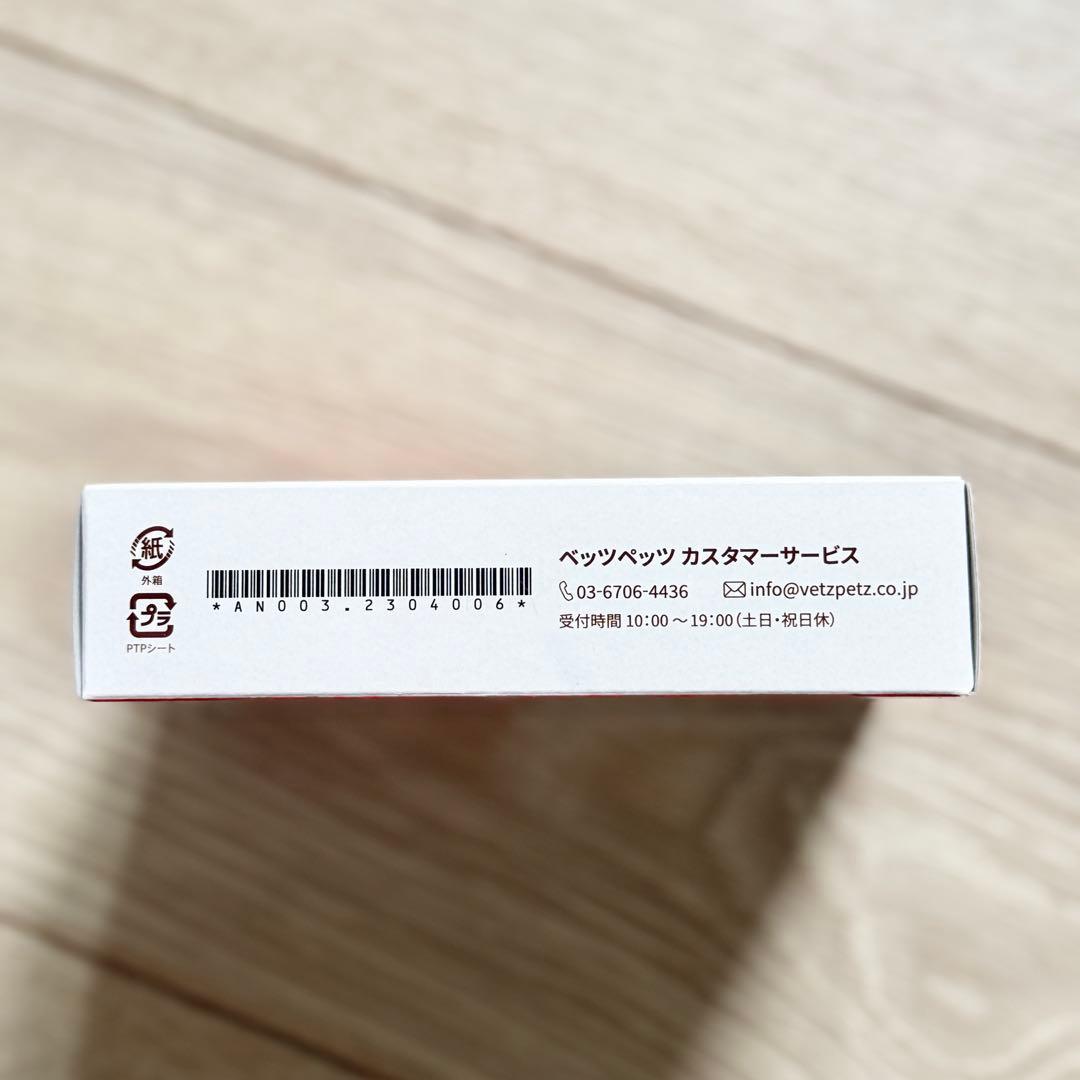 紙
外箱
プラ
PTPシート
*AN003.2304006*
ベッツペッツ カスタマーサービス
03-6706-4436 info@vetzpetz.co.jp
受付時間 10:00～19:00(土日・祝日休)